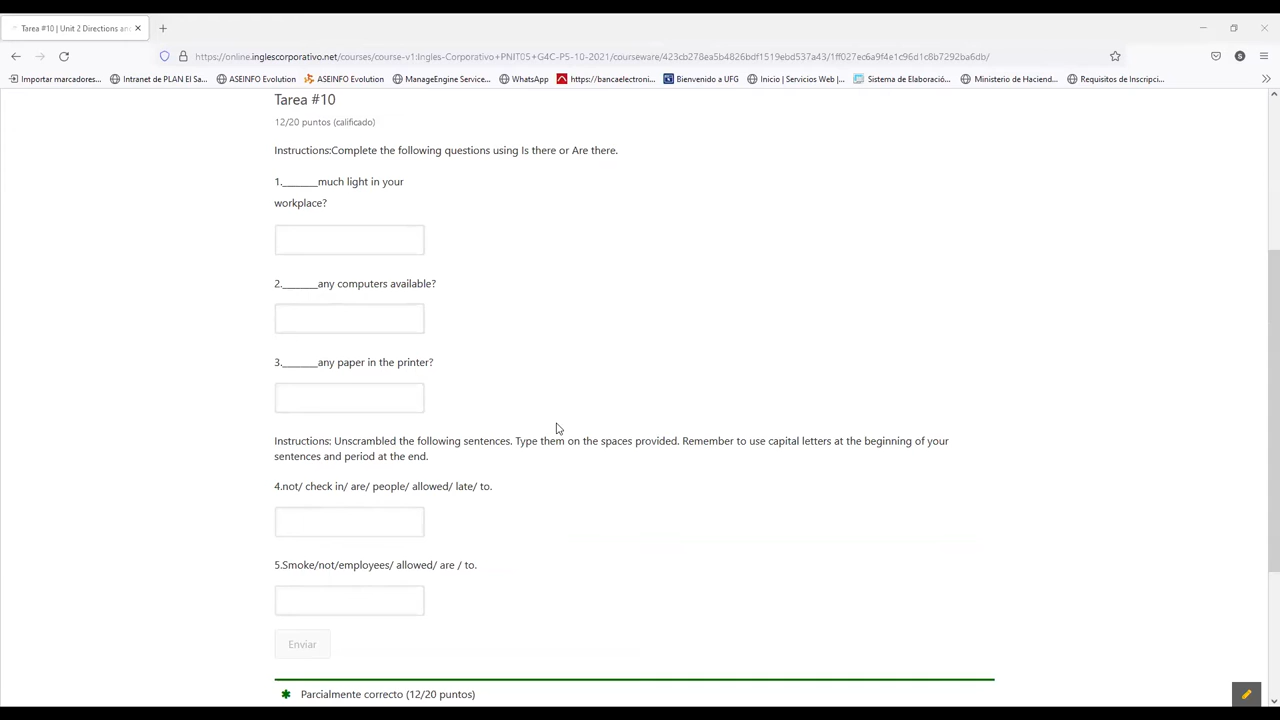 Tarea #10 | Unit 2 Directions an
https://online.inglescorporativo.net/courses/course-v1:Ingles-Corporativo+PNIT05+G4C-P5-10-2021/courseware/423cb278ea5b4826bdf1519ebd537a43/1ff027ec6a9f4e1c96d1c8b7292ba6db/
Importar marcadores... Intranet de PLAN El Sa... ASEINFO Evolution ASEINFO Evolution ManageEngine Service... WhatsApp https://bancaelectroni... Bienvenido a UFG Inicio | Servicios Web |... Sistema de Elaboració... Ministerio de Haciend... Requisitos de Inscripci...
Tarea #10
12/20 puntos (calificado)
Instructions:Complete the following questions using Is there or Are there.
1.______much light in your
workplace?
2.______any computers available?
3.______any paper in the printer?
Instructions: Unscrambled the following sentences. Type them on the spaces provided. Remember to use capital letters at the beginning of your
sentences and period at the end.
4.not/ check in/ are/ people/ allowed/ late/ to.
5.Smoke/not/employees/ allowed/ are / to.
Enviar
Parcialmente correcto (12/20 puntos)